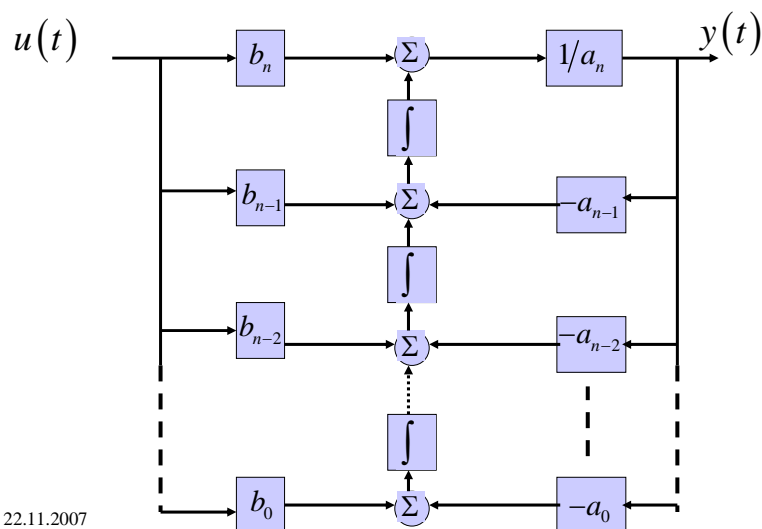 u(t) y(t)
b_n Σ 1/a_n
∫
b_{n-1} Σ -a_{n-1}
∫
b_{n-2} Σ -a_{n-2}
∫
b_0 Σ -a_0
22.11.2007